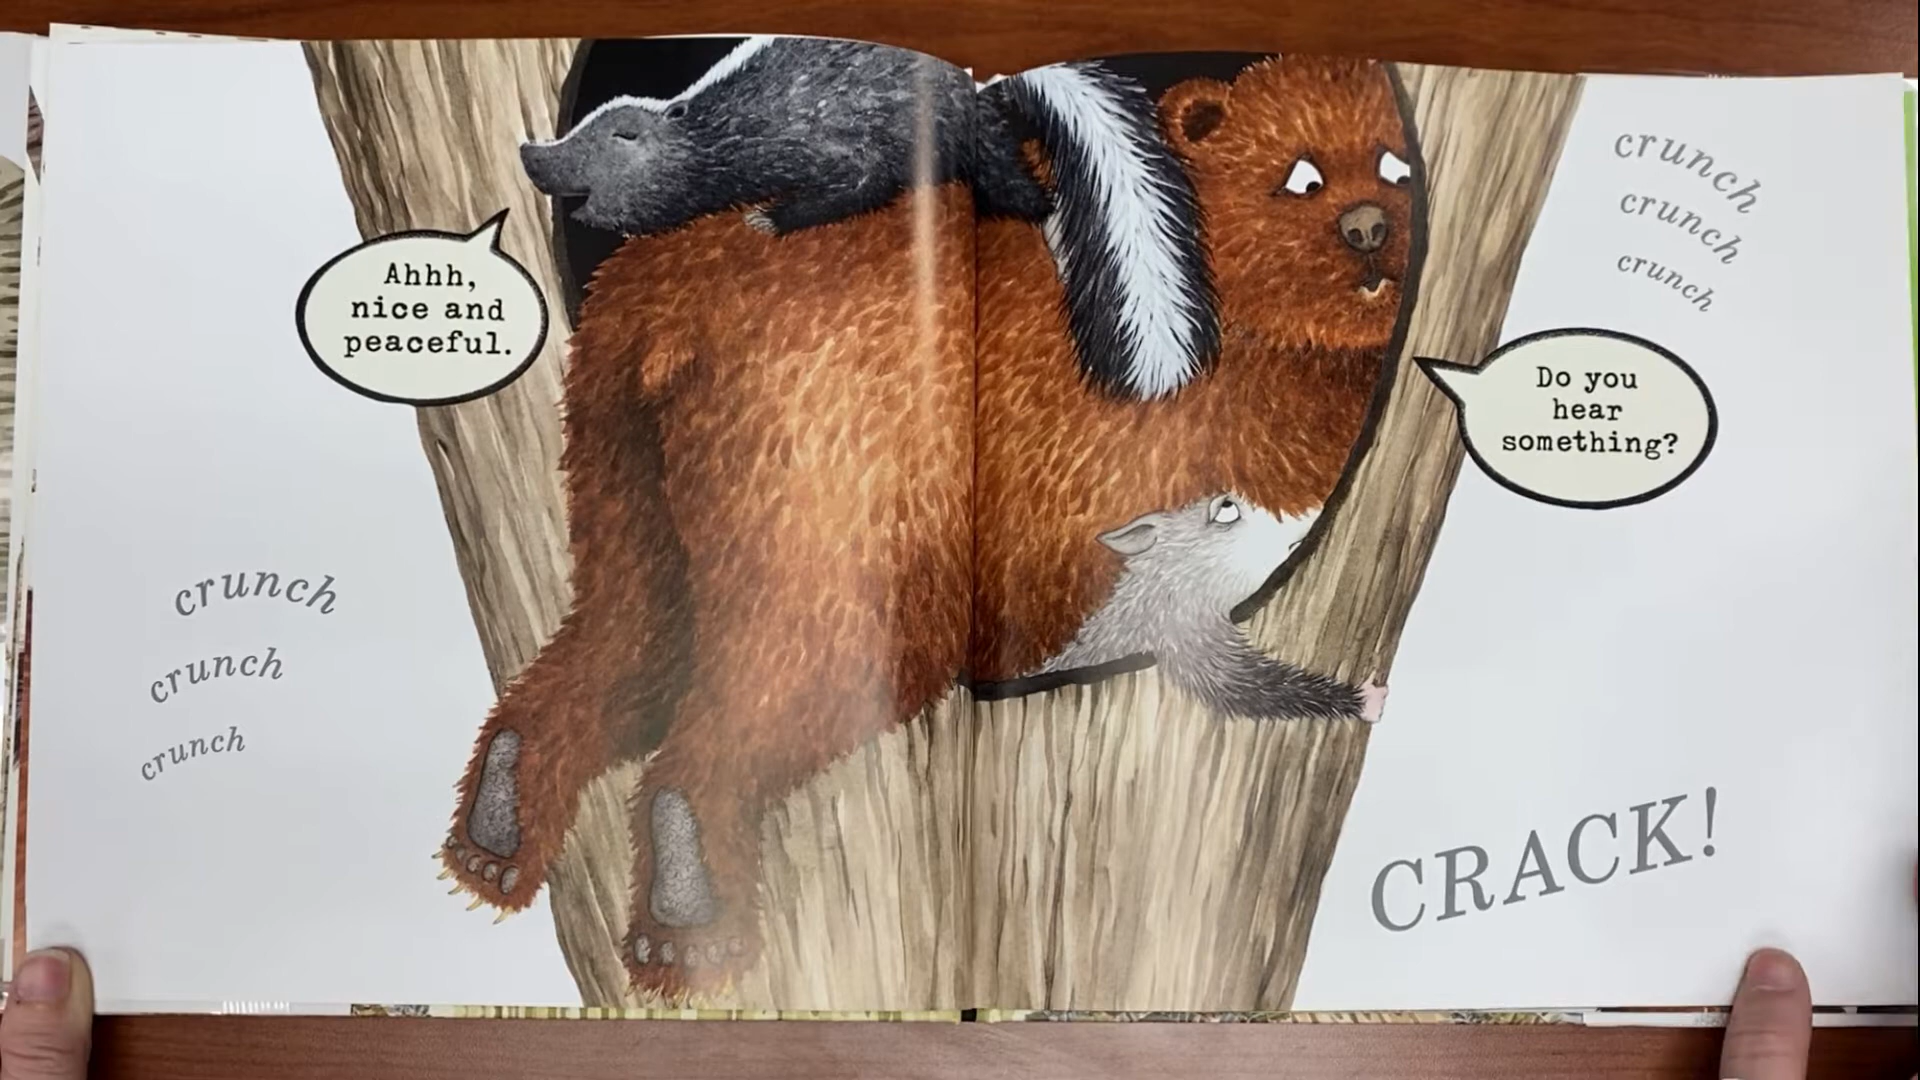 Ahhh,
nice and
peaceful.
crunch
crunch
crunch
crunch
crunch
crunch
Do you
hear
something?
CRACK!